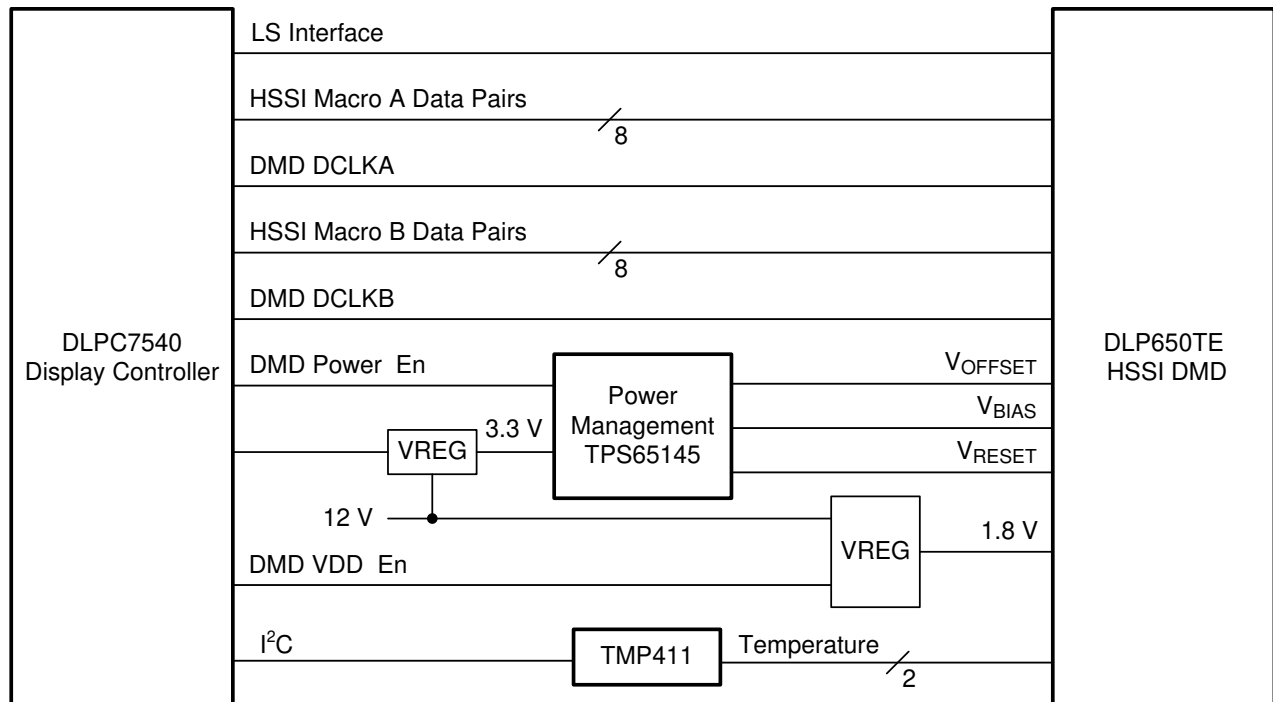 LS Interface
HSSI Macro A Data Pairs
8
DMD DCLKA
HSSI Macro B Data Pairs
8
DMD DCLKB
DLPC7540
Display Controller
DLP650TE
HSSI DMD
DMD Power En
Power
Management
TPS65145
VOFFSET
VBIAS
VRESET
VREG
3.3 V
12 V
VREG
1.8 V
DMD VDD En
I²C
TMP411
Temperature
2